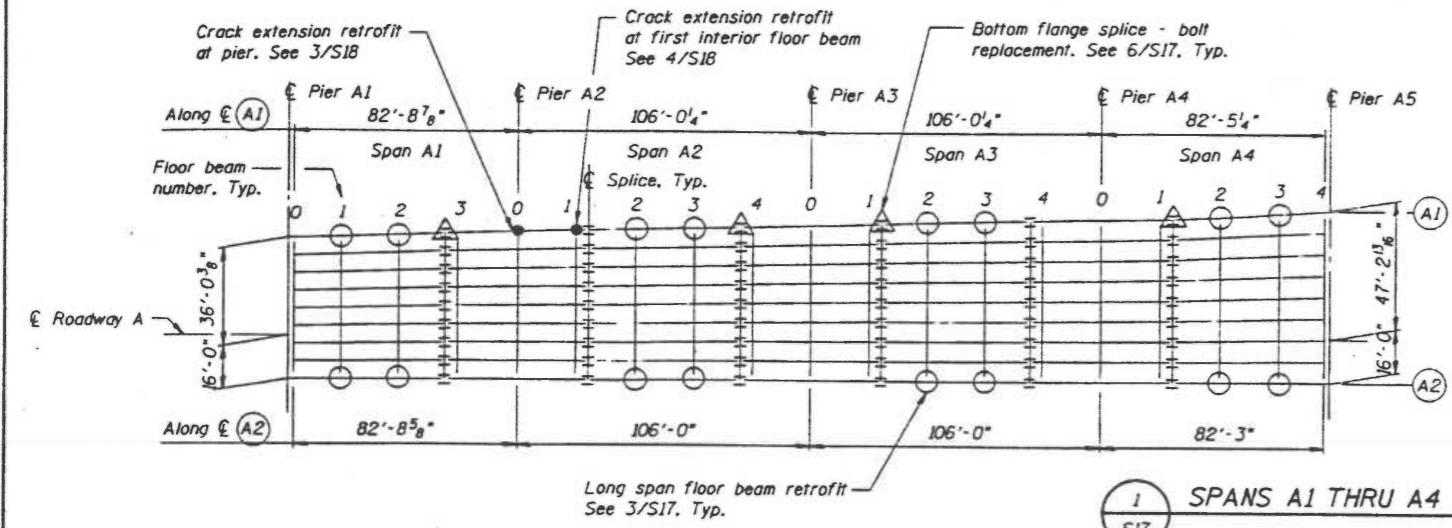 Crack extension retrofit
at pier. See 3/S18
Crack extension retrofit
at first interior floor beam
See 4/S18
Bottom flange splice - bolt
replacement. See 6/S17. Typ.
℄ Pier A1
℄ Pier A2
℄ Pier A3
℄ Pier A4
℄ Pier A5
Along ℄ A1
82'-8⅞"
106'-0¼"
106'-0¼"
82'-5¼"
Span A1
Span A2
Span A3
Span A4
Floor beam
number. Typ.
℄ Splice, Typ.
0 1 2 3 0 1 2 3 4 0 1 2 3 4 0 1 2 3 4
A1
36'-0⅜"
47'-2 13/16"
℄ Roadway A
16'-0"
16'-0"
A2
Along ℄ A2
82'-8⅝"
106'-0"
106'-0"
82'-3"
Long span floor beam retrofit
See 3/S17. Typ.
1
S17
SPANS A1 THRU A4